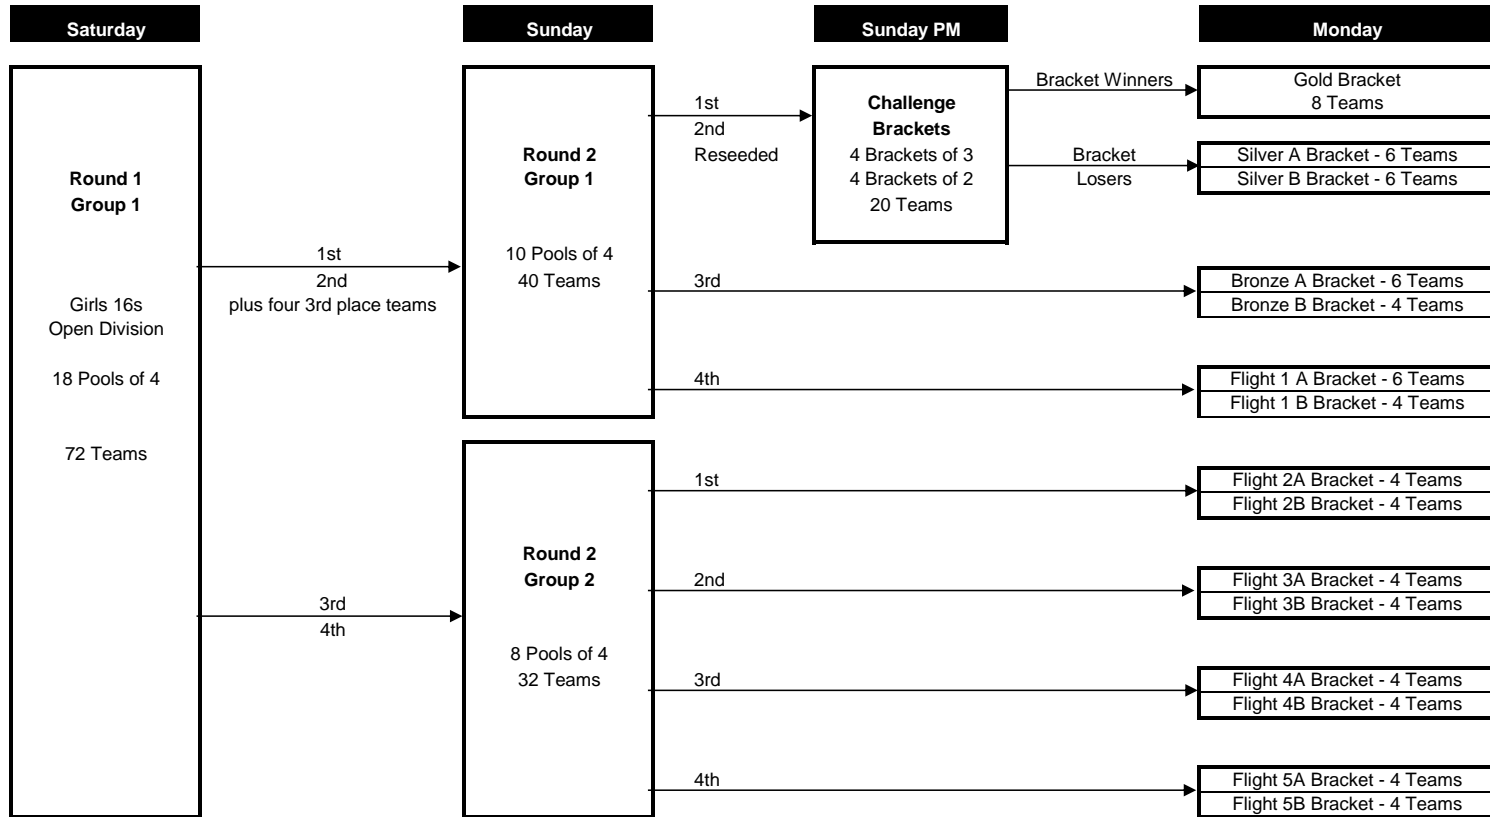 Saturday
Sunday
Sunday PM
Monday
Round 1
Group 1
Girls 16s
Open Division
18 Pools of 4
72 Teams
1st
2nd
plus four 3rd place teams
3rd
4th
Round 2
Group 1
10 Pools of 4
40 Teams
1st
2nd
Reseeded
3rd
4th
Challenge
Brackets
4 Brackets of 3
4 Brackets of 2
20 Teams
Bracket Winners
Bracket
Losers
Gold Bracket
8 Teams
Silver A Bracket - 6 Teams
Silver B Bracket - 6 Teams
Bronze A Bracket - 6 Teams
Bronze B Bracket - 4 Teams
Flight 1 A Bracket - 6 Teams
Flight 1 B Bracket - 4 Teams
Round 2
Group 2
8 Pools of 4
32 Teams
1st
2nd
3rd
4th
Flight 2A Bracket - 4 Teams
Flight 2B Bracket - 4 Teams
Flight 3A Bracket - 4 Teams
Flight 3B Bracket - 4 Teams
Flight 4A Bracket - 4 Teams
Flight 4B Bracket - 4 Teams
Flight 5A Bracket - 4 Teams
Flight 5B Bracket - 4 Teams